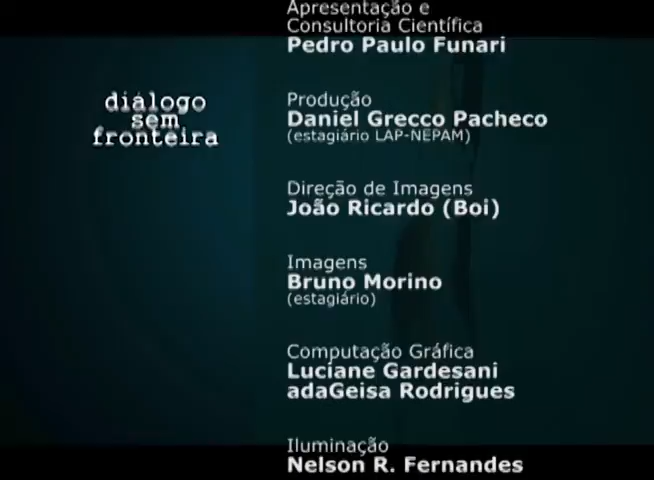 Apresentação e
Consultoria Científica
Pedro Paulo Funari
diálogo
sem
fronteira
Produção
Daniel Grecco Pacheco
(estagiário LAP-NEPAM)
Direção de Imagens
João Ricardo (Boi)
Imagens
Bruno Morino
(estagiário)
Computação Gráfica
Luciane Gardesani
adaGeisa Rodrigues
Iluminação
Nelson R. Fernandes